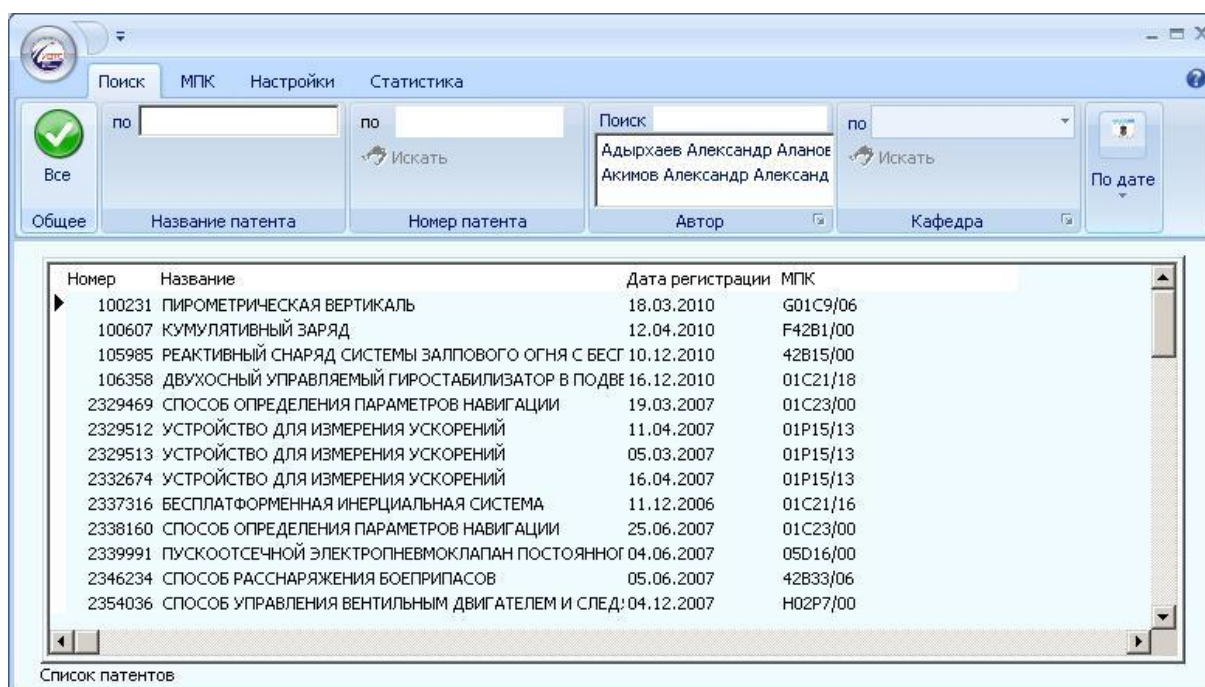 Поиск МПК Настройки Статистика
по
по
Поиск
по
Адырхаев Александр Аланов
Искать
Искать
Акимов Александр Александ
Все
По дате
Общее Название патента Номер патента Автор Кафедра
Номер Название Дата регистрации МПК
100231 ПИРОМЕТРИЧЕСКАЯ ВЕРТИКАЛЬ 18.03.2010 G01C9/06
100607 КУМУЛЯТИВНЫЙ ЗАРЯД 12.04.2010 F42B1/00
105985 РЕАКТИВНЫЙ СНАРЯД СИСТЕМЫ ЗАЛПОВОГО ОГНЯ С БЕСП 10.12.2010 42B15/00
106358 ДВУХОСНЫЙ УПРАВЛЯЕМЫЙ ГИРОСТАБИЛИЗАТОР В ПОДВЕ 16.12.2010 01C21/18
2329469 СПОСОБ ОПРЕДЕЛЕНИЯ ПАРАМЕТРОВ НАВИГАЦИИ 19.03.2007 01C23/00
2329512 УСТРОЙСТВО ДЛЯ ИЗМЕРЕНИЯ УСКОРЕНИЙ 11.04.2007 01P15/13
2329513 УСТРОЙСТВО ДЛЯ ИЗМЕРЕНИЯ УСКОРЕНИЙ 05.03.2007 01P15/13
2332674 УСТРОЙСТВО ДЛЯ ИЗМЕРЕНИЯ УСКОРЕНИЙ 16.04.2007 01P15/13
2337316 БЕСПЛАТФОРМЕННАЯ ИНЕРЦИАЛЬНАЯ СИСТЕМА 11.12.2006 01C21/16
2338160 СПОСОБ ОПРЕДЕЛЕНИЯ ПАРАМЕТРОВ НАВИГАЦИИ 25.06.2007 01C23/00
2339991 ПУСКООТСЕЧНОЙ ЭЛЕКТРОПНЕВМОКЛАПАН ПОСТОЯННОГ 04.06.2007 05D16/00
2346234 СПОСОБ РАССНАРЯЖЕНИЯ БОЕПРИПАСОВ 05.06.2007 42B33/06
2354036 СПОСОБ УПРАВЛЕНИЯ ВЕНТИЛЬНЫМ ДВИГАТЕЛЕМ И СЛЕД 04.12.2007 H02P7/00
Список патентов